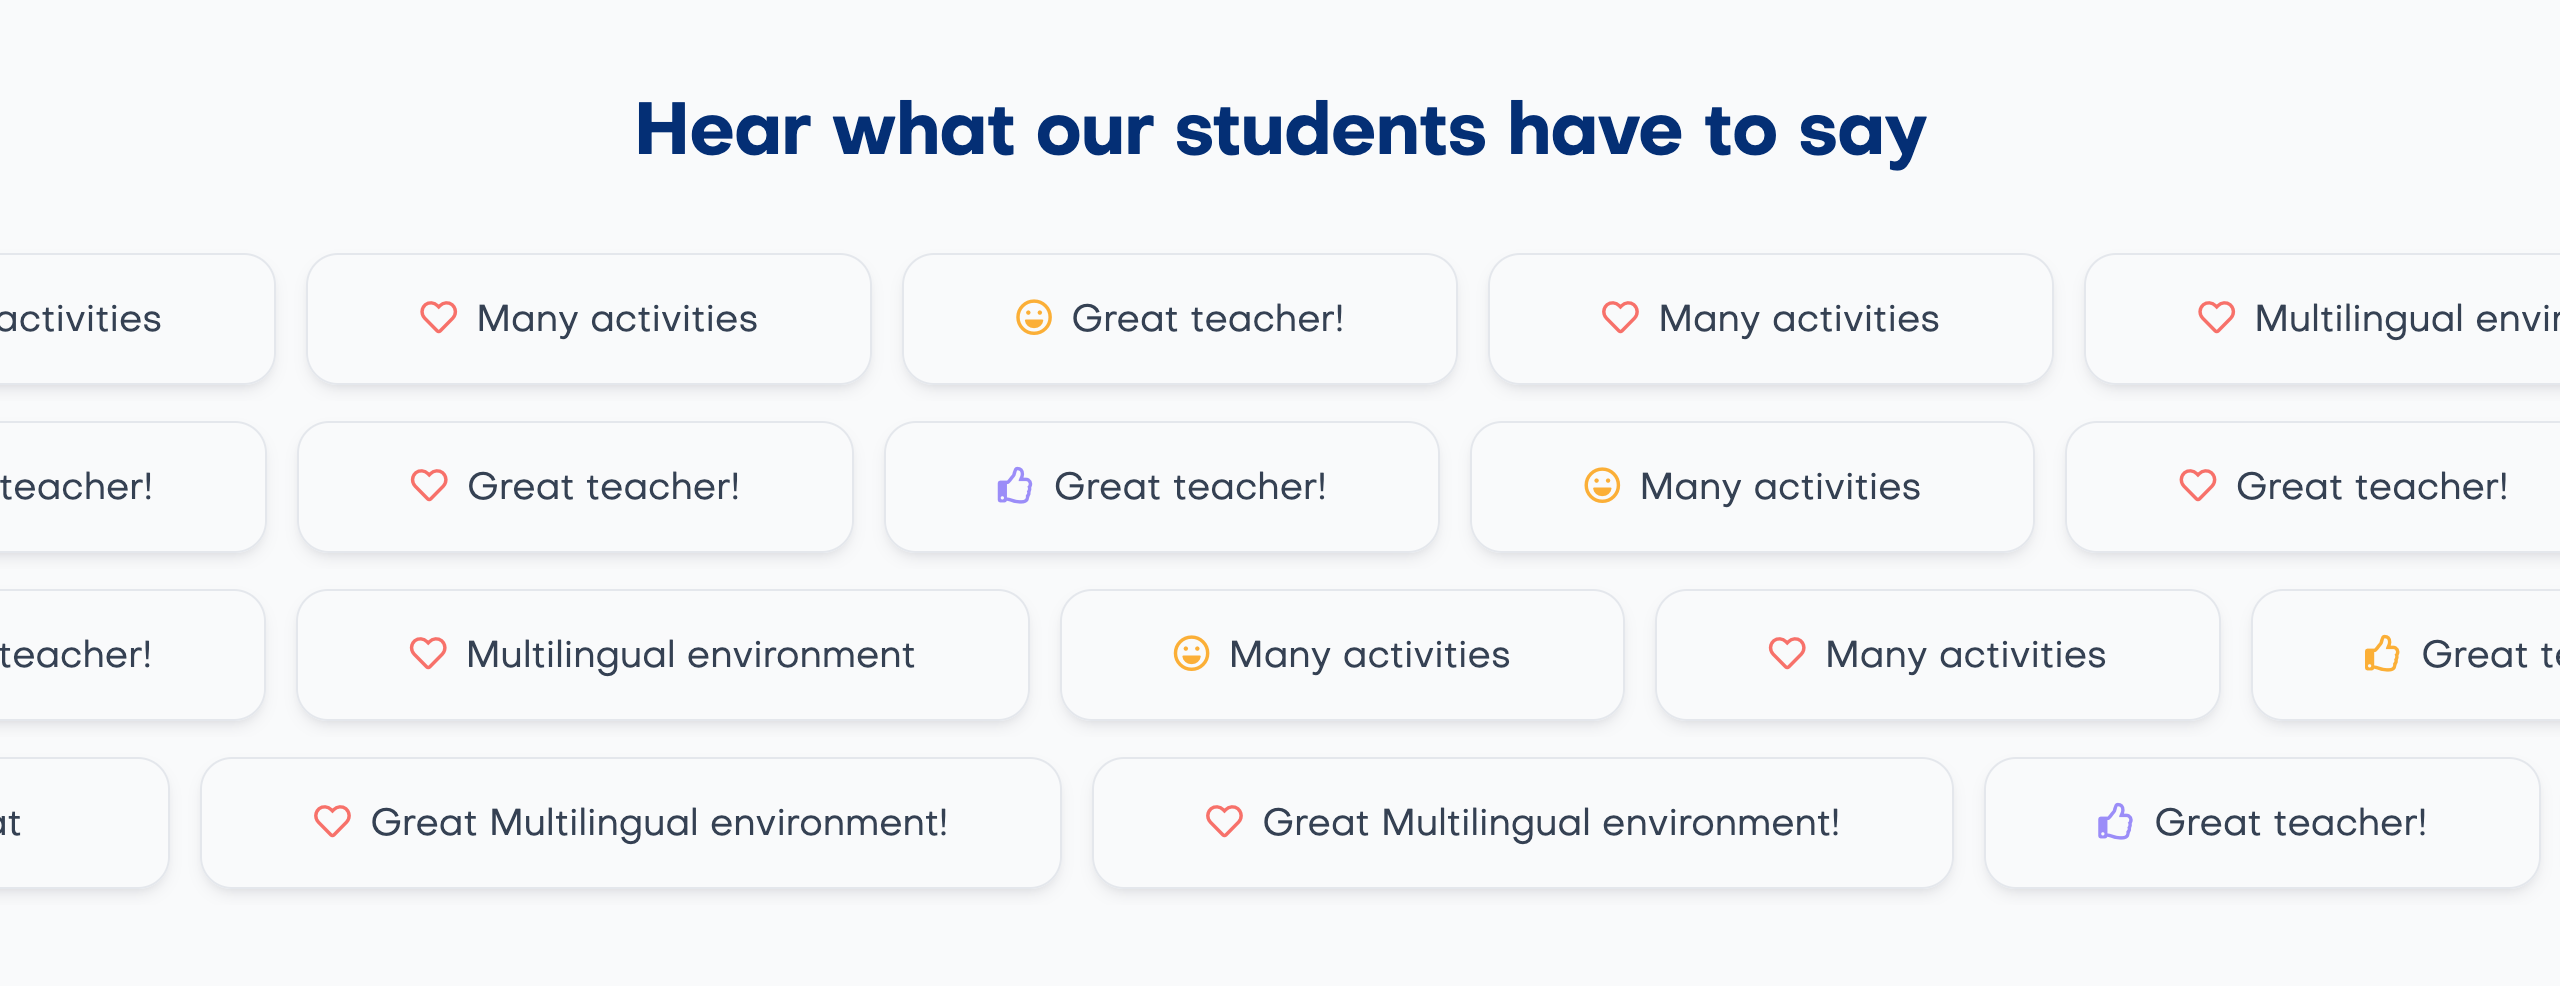 Hear what our students have to say
activities Many activities Great teacher! Many activities Multilingual
teacher! Great teacher! Great teacher! Many activities Great teacher!
teacher! Multilingual environment Many activities Many activities Great
Great Multilingual environment! Great Multilingual environment! Great teacher!